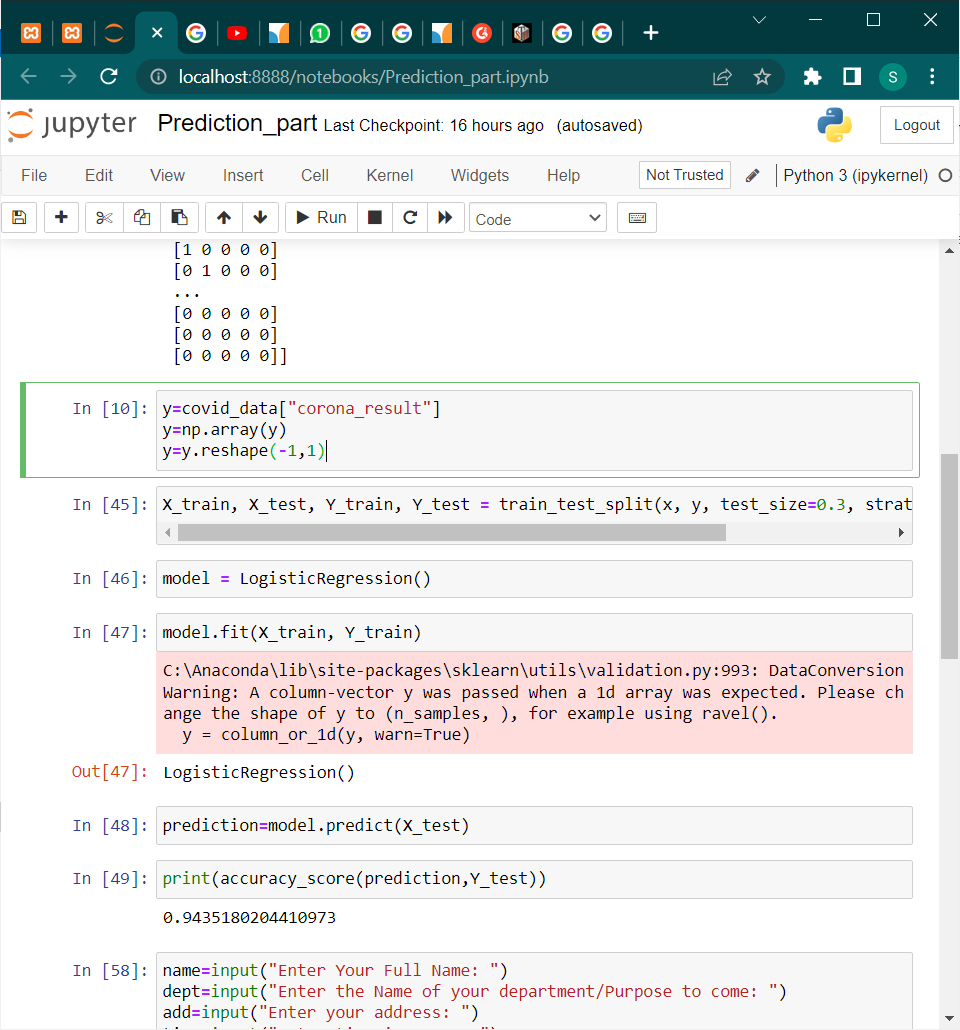 localhost:8888/notebooks/Prediction_part.ipynb
S
jupyter Prediction_part Last Checkpoint: 16 hours ago (autosaved)
Logout
File Edit View Insert Cell Kernel Widgets Help Not Trusted Python 3 (ipykernel)
Run Code
[1 0 0 0 0]
[0 1 0 0 0]
...
[0 0 0 0 0]
[0 0 0 0 0]
[0 0 0 0 0]]
In [10]: y=covid_data["corona_result"]
y=np.array(y)
y=y.reshape(-1,1)
In [45]: X_train, X_test, Y_train, Y_test = train_test_split(x, y, test_size=0.3, strat
In [46]: model = LogisticRegression()
In [47]: model.fit(X_train, Y_train)
C:\Anaconda\lib\site-packages\sklearn\utils\validation.py:993: DataConversion
Warning: A column-vector y was passed when a 1d array was expected. Please ch
ange the shape of y to (n_samples, ), for example using ravel().
y = column_or_1d(y, warn=True)
Out[47]: LogisticRegression()
In [48]: prediction=model.predict(X_test)
In [49]: print(accuracy_score(prediction,Y_test))
0.9435180204410973
In [58]: name=input("Enter Your Full Name: ")
dept=input("Enter the Name of your department/Purpose to come: ")
add=input("Enter your address: ")